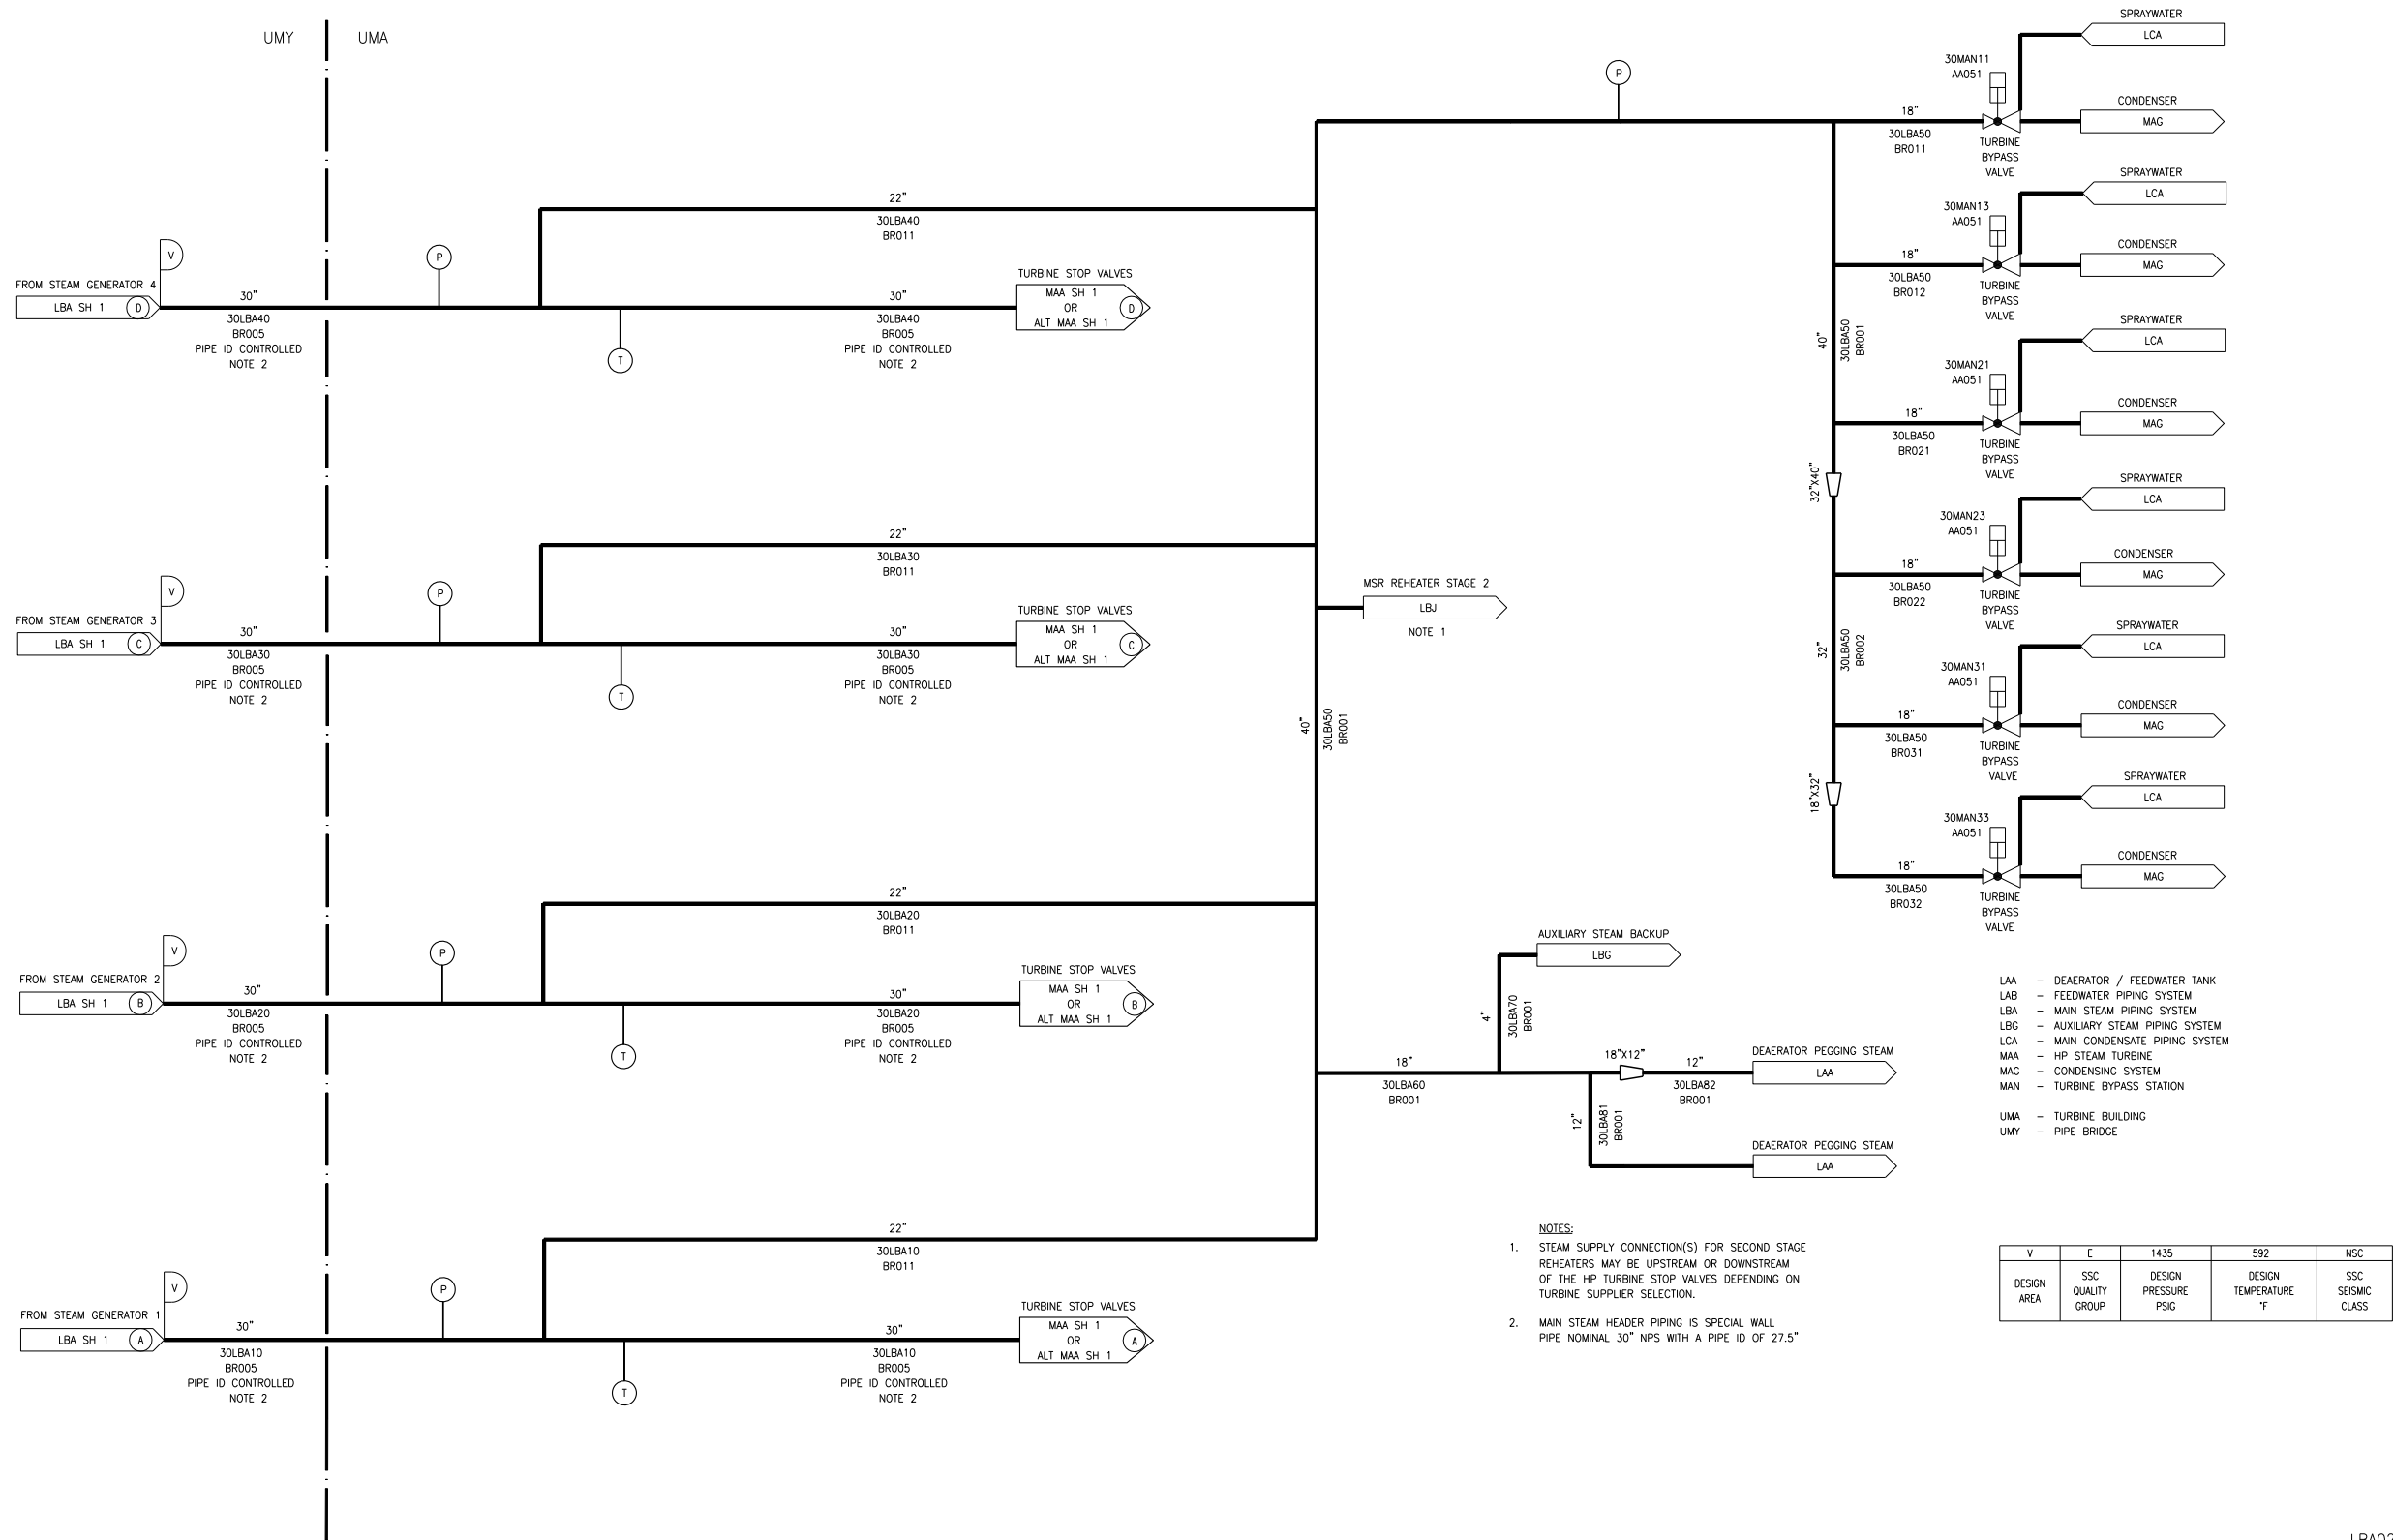 UMY
UMA
FROM STEAM GENERATOR 4
LBA SH 1
D
V
30"
30LBA40
BR005
PIPE ID CONTROLLED
NOTE 2
P
T
22"
30LBA40
BR011
30"
30LBA40
BR005
PIPE ID CONTROLLED
NOTE 2
TURBINE STOP VALVES
MAA SH 1
OR
ALT MAA SH 1
D
FROM STEAM GENERATOR 3
LBA SH 1
C
V
30"
30LBA30
BR005
PIPE ID CONTROLLED
NOTE 2
P
T
22"
30LBA30
BR011
30"
30LBA30
BR005
PIPE ID CONTROLLED
NOTE 2
TURBINE STOP VALVES
MAA SH 1
OR
ALT MAA SH 1
C
FROM STEAM GENERATOR 2
LBA SH 1
B
V
30"
30LBA20
BR005
PIPE ID CONTROLLED
NOTE 2
P
T
22"
30LBA20
BR011
30"
30LBA20
BR005
PIPE ID CONTROLLED
NOTE 2
TURBINE STOP VALVES
MAA SH 1
OR
ALT MAA SH 1
B
FROM STEAM GENERATOR 1
LBA SH 1
A
V
30"
30LBA10
BR005
PIPE ID CONTROLLED
NOTE 2
P
T
22"
30LBA10
BR011
30"
30LBA10
BR005
PIPE ID CONTROLLED
NOTE 2
TURBINE STOP VALVES
MAA SH 1
OR
ALT MAA SH 1
A
40"
30LBA50
BR001
P
MSR REHEATER STAGE 2
LBJ
NOTE 1
18"
30LBA60
BR001
AUXILIARY STEAM BACKUP
LBG
4"
30LBA70
BR001
18"X12"
12"
30LBA82
BR001
DEAERATOR PEGGING STEAM
LAA
12"
30LBA81
BR001
DEAERATOR PEGGING STEAM
LAA
40"
30LBA50
BR001
32"X40"
32"
30LBA50
BR002
18"X32"
SPRAYWATER
LCA
30MAN11
AA051
18"
30LBA50
BR011
TURBINE
BYPASS
VALVE
CONDENSER
MAG
SPRAYWATER
LCA
30MAN13
AA051
18"
30LBA50
BR012
TURBINE
BYPASS
VALVE
CONDENSER
MAG
SPRAYWATER
LCA
30MAN21
AA051
18"
30LBA50
BR021
TURBINE
BYPASS
VALVE
CONDENSER
MAG
SPRAYWATER
LCA
30MAN23
AA051
18"
30LBA50
BR022
TURBINE
BYPASS
VALVE
CONDENSER
MAG
SPRAYWATER
LCA
30MAN31
AA051
18"
30LBA50
BR031
TURBINE
BYPASS
VALVE
CONDENSER
MAG
SPRAYWATER
LCA
30MAN33
AA051
18"
30LBA50
BR032
TURBINE
BYPASS
VALVE
CONDENSER
MAG
LAA - DEAERATOR / FEEDWATER TANK
LAB - FEEDWATER PIPING SYSTEM
LBA - MAIN STEAM PIPING SYSTEM
LBG - AUXILIARY STEAM PIPING SYSTEM
LCA - MAIN CONDENSATE PIPING SYSTEM
MAA - HP STEAM TURBINE
MAG - CONDENSING SYSTEM
MAN - TURBINE BYPASS STATION
UMA - TURBINE BUILDING
UMY - PIPE BRIDGE
NOTES:
1. STEAM SUPPLY CONNECTION(S) FOR SECOND STAGE
REHEATERS MAY BE UPSTREAM OR DOWNSTREAM
OF THE HP TURBINE STOP VALVES DEPENDING ON
TURBINE SUPPLIER SELECTION.
2. MAIN STEAM HEADER PIPING IS SPECIAL WALL
PIPE NOMINAL 30" NPS WITH A PIPE ID OF 27.5"
V E 1435 592 NSC
DESIGN AREA
SSC QUALITY GROUP
DESIGN PRESSURE PSIG
DESIGN TEMPERATURE °F
SSC SEISMIC CLASS